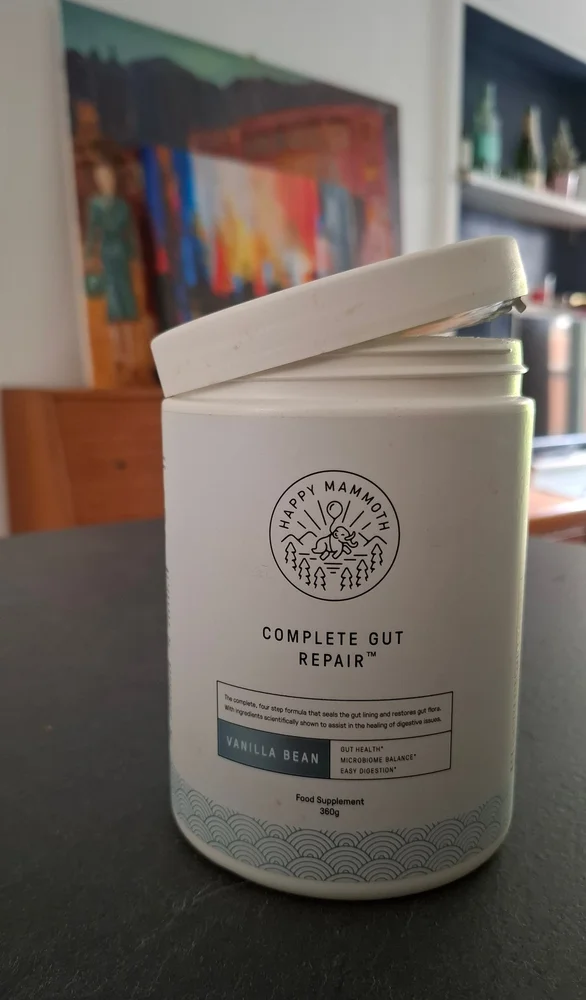 HAPPY MAMMOTH
COMPLETE GUT
REPAIR™
The complete, four step formula that seals the gut lining and restores gut flora.
With ingredients scientifically shown to assist in the healing of digestive issues.
VANILLA BEAN
GUT HEALTH*
MICROBIOME BALANCE*
EASY DIGESTION*
Food Supplement
360g